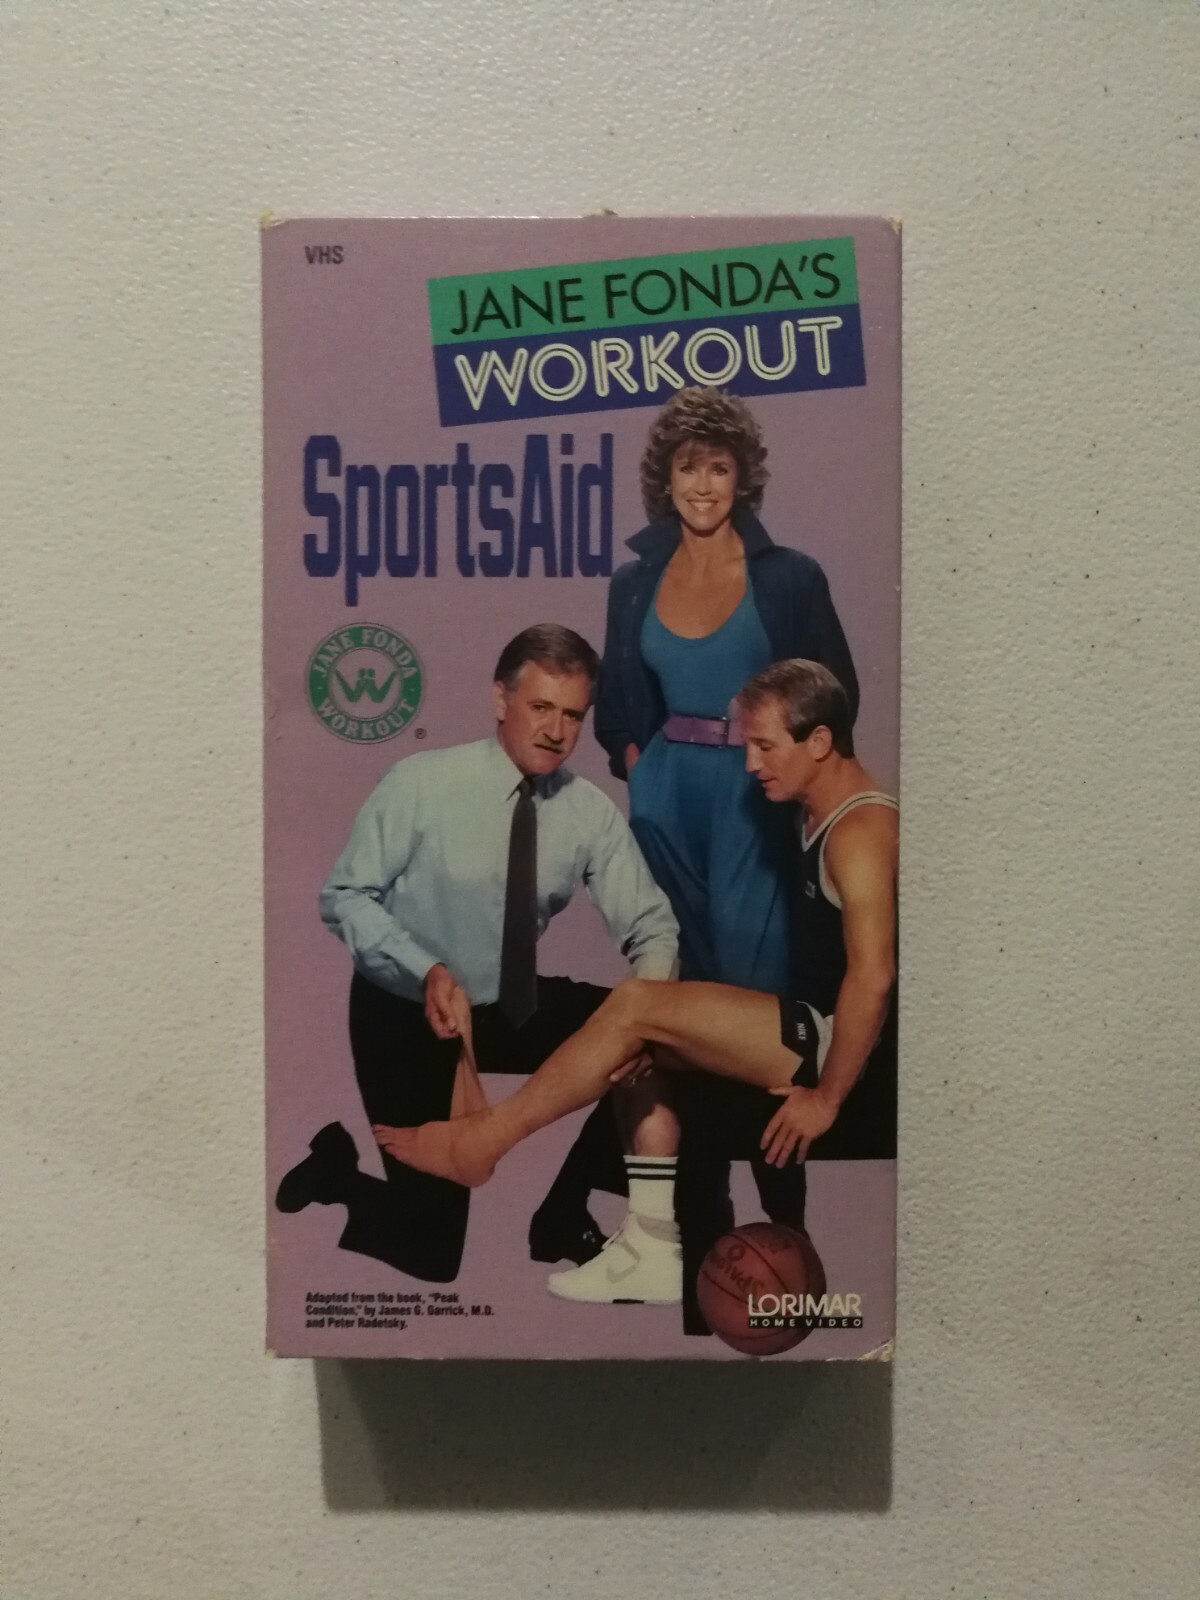 VHS
JANE FONDA'S
WORKOUT
SportsAid
JANE FONDA
WORKOUT
®
NIKE
SPALDING
Adapted from the book, "Peak
Condition," by James G. Garrick, M.D.
and Peter Radetsky.
LORIMAR
HOME VIDEO